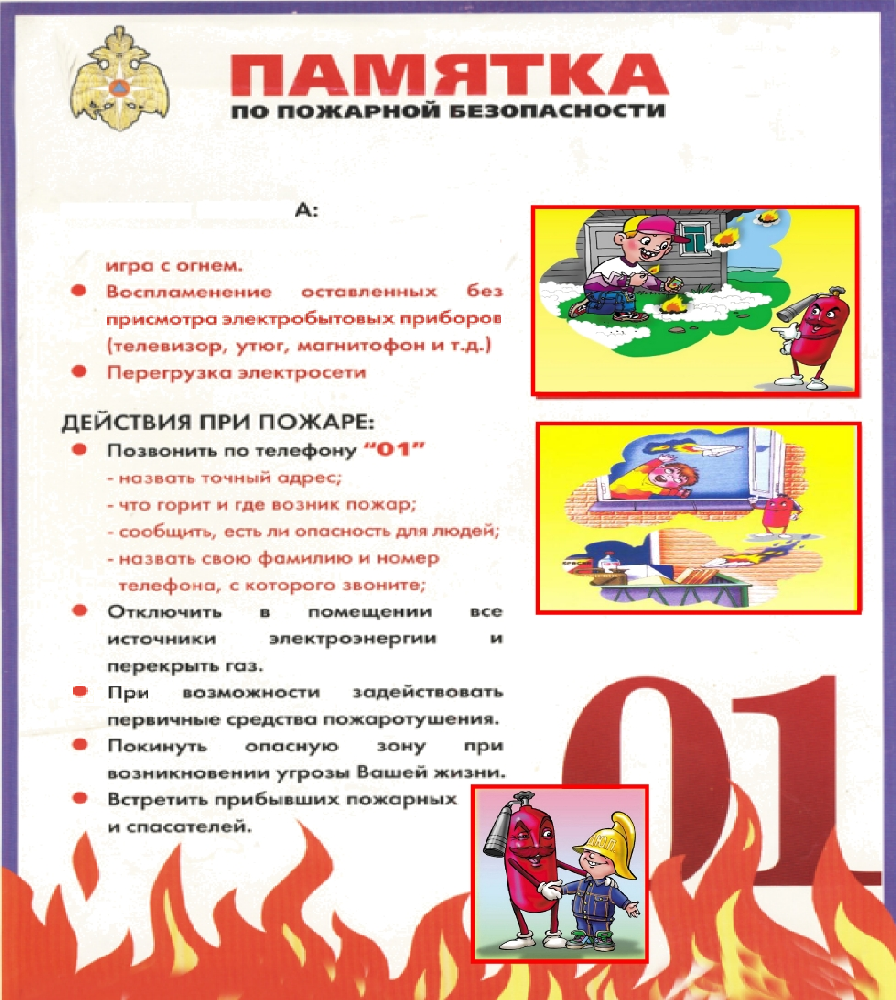 ПАМЯТКА
ПО ПОЖАРНОЙ БЕЗОПАСНОСТИ
А:
игра с огнем.
● Воспламенение оставленных без
присмотра электробытовых приборов
(телевизор, утюг, магнитофон и т.д.)
● Перегрузка электросети
ДЕЙСТВИЯ ПРИ ПОЖАРЕ:
● Позвонить по телефону “01”
- назвать точный адрес;
- что горит и где возник пожар;
- сообщить, есть ли опасность для людей;
- назвать свою фамилию и номер
телефона, с которого звоните;
● Отключить в помещении все
источники электроэнергии и
перекрыть газ.
● При возможности задействовать
первичные средства пожаротушения.
● Покинуть опасную зону при
возникновении угрозы Вашей жизни.
● Встретить прибывших пожарных
и спасателей.
01
Д.Ю.П.